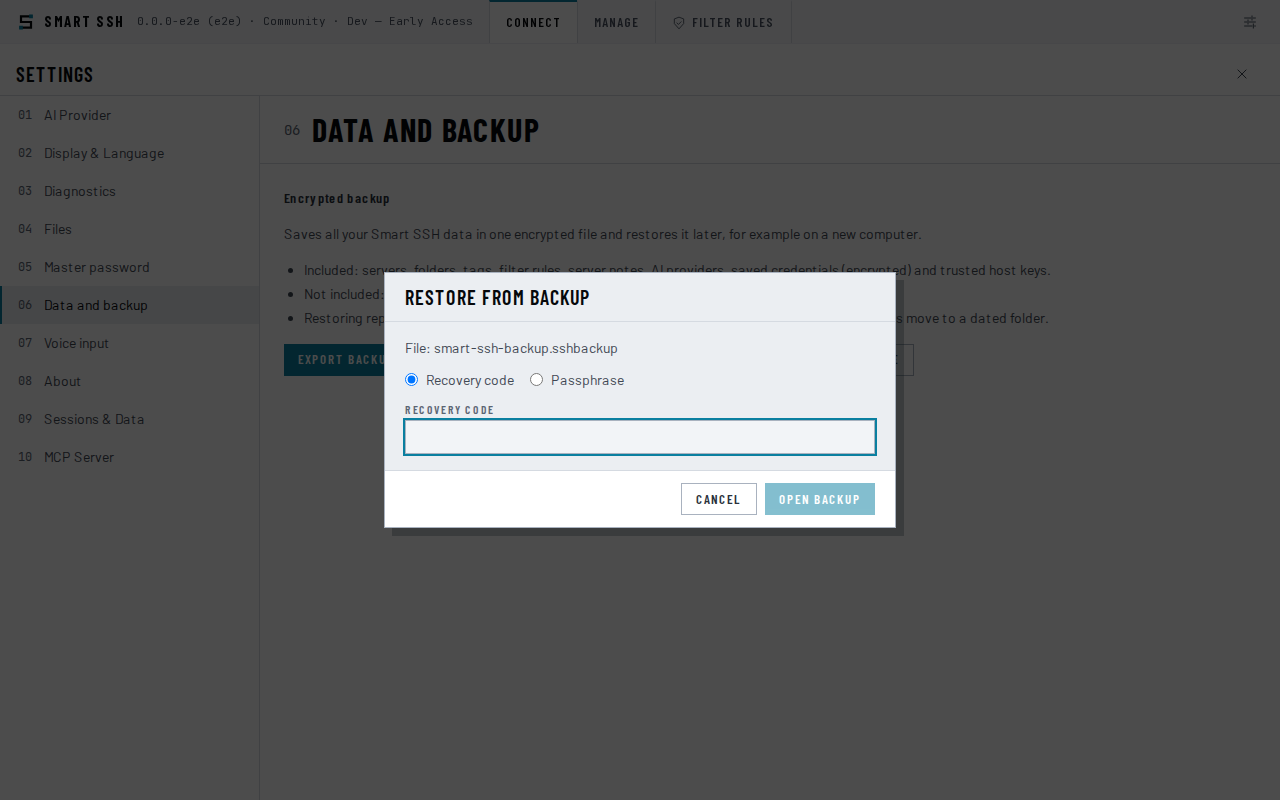 SMART SSH 0.0.0-e2e (e2e) · Community · Dev — Early Access CONNECT MANAGE FILTER RULES
SETTINGS
01 AI Provider
02 Display & Language
03 Diagnostics
04 Files
05 Master password
06 Data and backup
07 Voice input
08 About
09 Sessions & Data
10 MCP Server
06 DATA AND BACKUP
Encrypted backup
Saves all your Smart SSH data in one encrypted file and restores it later, for example on a new computer.
Included: servers, folders, tags, filter rules, server notes, AI providers, saved credentials (encrypted) and trusted host keys.
Not included:
Restoring move to a dated folder.
EXPORT
RESTORE FROM BACKUP
File: smart-ssh-backup.sshbackup
Recovery code Passphrase
RECOVERY CODE
CANCEL OPEN BACKUP